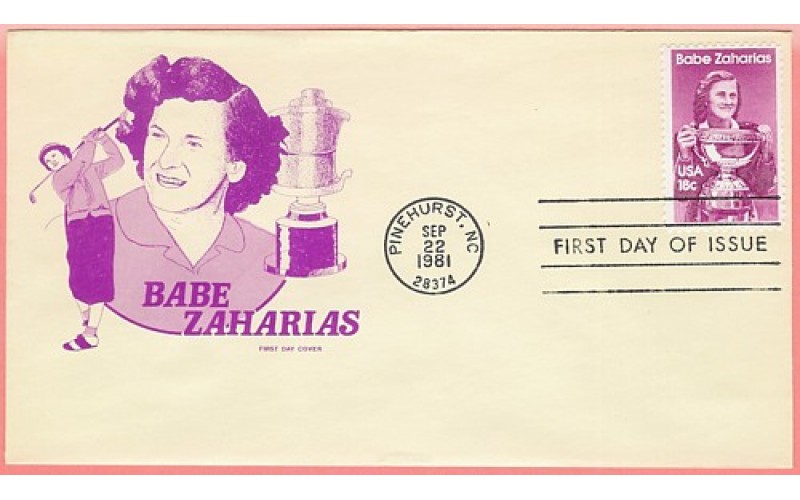 BABE
ZAHARIAS
FIRST DAY COVER
PINEHURST, NC
SEP
22
1981
28374
Babe Zaharias
USA
18c
FIRST DAY OF ISSUE